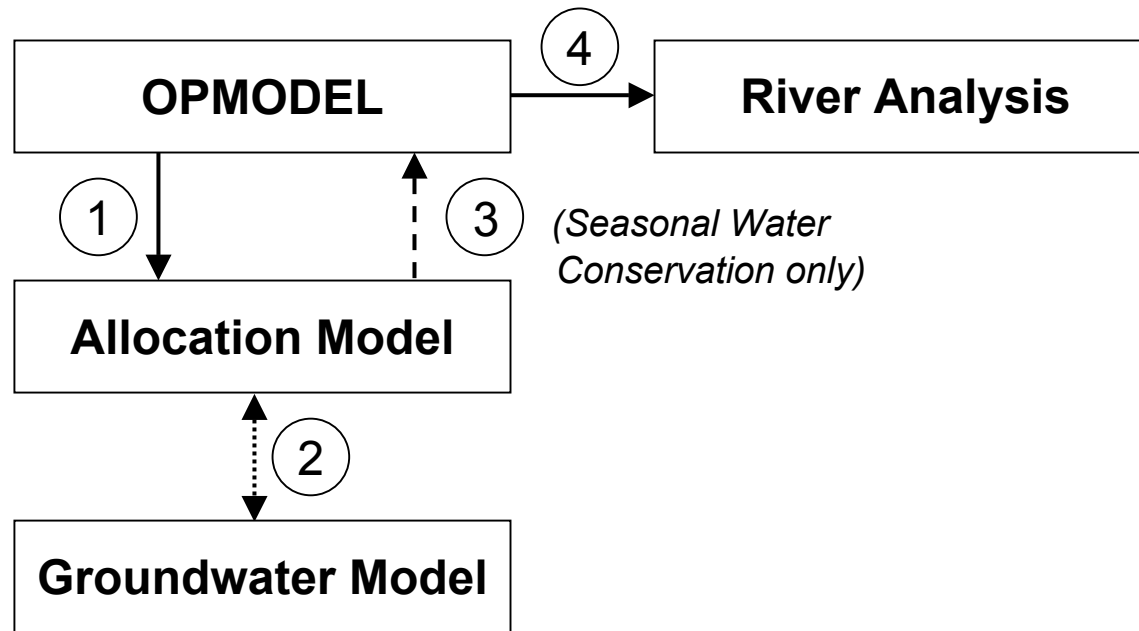 4
OPMODEL
River Analysis
1
3
(Seasonal Water
Conservation only)
Allocation Model
2
Groundwater Model